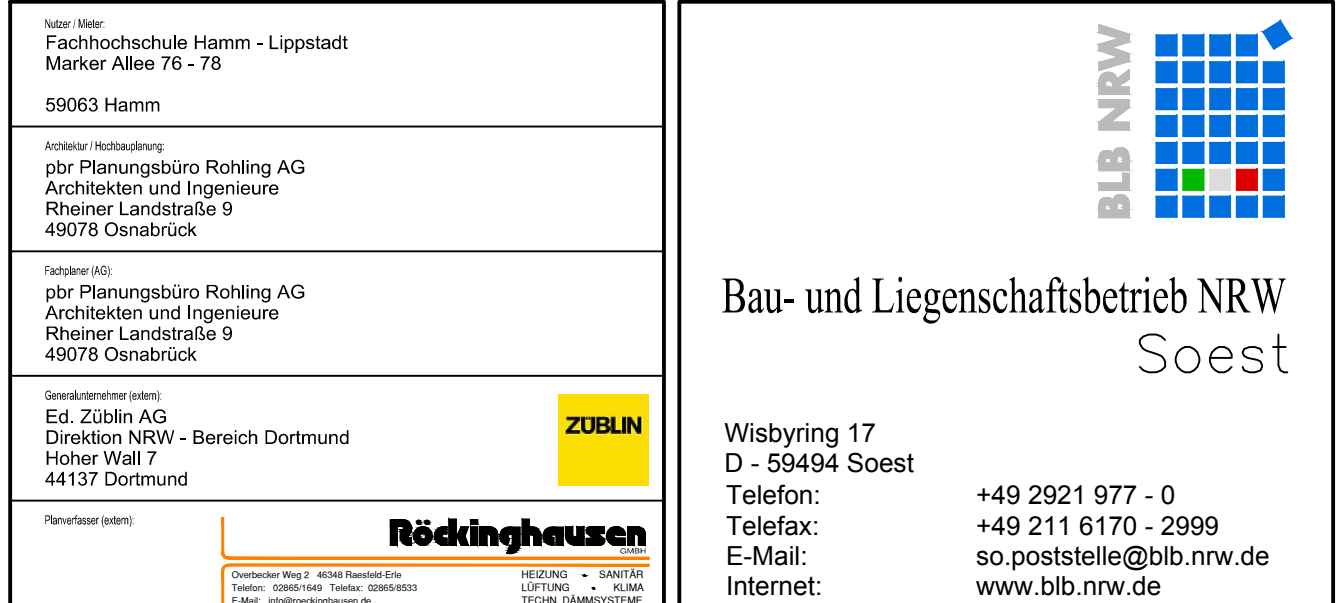 Nutzer / Mieter:
Fachhochschule Hamm - Lippstadt
Marker Allee 76 - 78
59063 Hamm
Architektur / Hochbauplanung:
pbr Planungsbüro Rohling AG
Architekten und Ingenieure
Rheiner Landstraße 9
49078 Osnabrück
Fachplaner (AG):
pbr Planungsbüro Rohling AG
Architekten und Ingenieure
Rheiner Landstraße 9
49078 Osnabrück
Generalunternehmer (extern):
Ed. Züblin AG
Direktion NRW - Bereich Dortmund
Hoher Wall 7
44137 Dortmund
ZÜBLIN
Planverfasser (extern):
Röckinghausen
GMBH
Overbecker Weg 2 46348 Raesfeld-Erle
Telefon: 02865/1649 Telefax: 02865/8533
E-Mail: info@roeckinghausen.de
HEIZUNG - SANITÄR
LÜFTUNG - KLIMA
TECHN. DÄMMSYSTEME
BLB NRW
Bau- und Liegenschaftsbetrieb NRW
Soest
Wisbyring 17
D - 59494 Soest
Telefon: +49 2921 977 - 0
Telefax: +49 211 6170 - 2999
E-Mail: so.poststelle@blb.nrw.de
Internet: www.blb.nrw.de